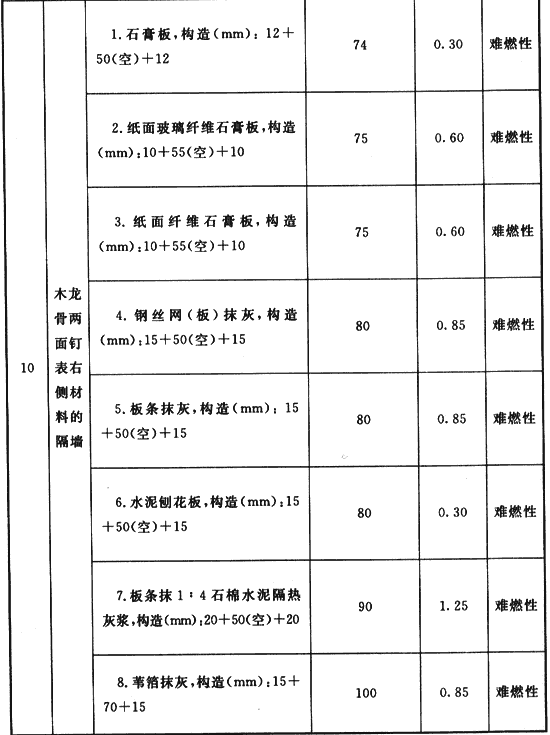 10
木龙
骨两
面钉
表右
侧材
料的
隔墙
1.石膏板,构造(mm):12+
50(空)+12
74
0.30
难燃性
2.纸面玻璃纤维石膏板,构造
(mm):10+55(空)+10
75
0.60
难燃性
3.纸面纤维石膏板,构造
(mm):10+55(空)+10
75
0.60
难燃性
4.钢丝网(板)抹灰,构造
(mm):15+50(空)+15
80
0.85
难燃性
5.板条抹灰,构造(mm):15
+50(空)+15
80
0.85
难燃性
6.水泥刨花板,构造(mm):15
+50(空)+15
80
0.30
难燃性
7.板条抹1:4石棉水泥隔热
灰浆,构造(mm):20+50(空)+20
90
1.25
难燃性
8.苇箔抹灰,构造(mm):15+
70+15
100
0.85
难燃性